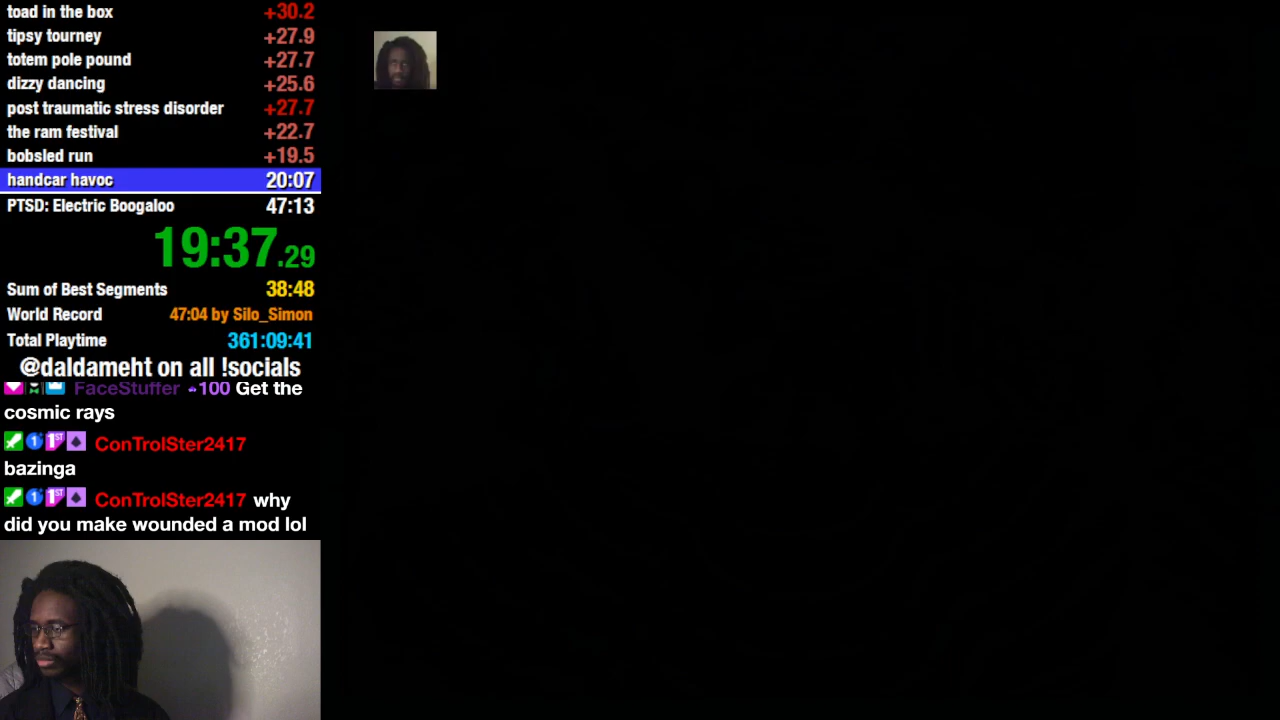 toad in the box +30.2
tipsy tourney +27.9
totem pole pound +27.7
dizzy dancing +25.6
post traumatic stress disorder +27.7
the ram festival +22.7
bobsled run +19.5
handcar havoc 20:07
PTSD: Electric Boogaloo 47:13
19:37.29
Sum of Best Segments 38:48
World Record 47:04 by Silo_Simon
Total Playtime 361:09:41
@daldameht on all !socials
FaceStuffer 100 Get the
cosmic rays
1 1ST ConTrolSter2417
bazinga
1 1ST ConTrolSter2417 why
did you make wounded a mod lol